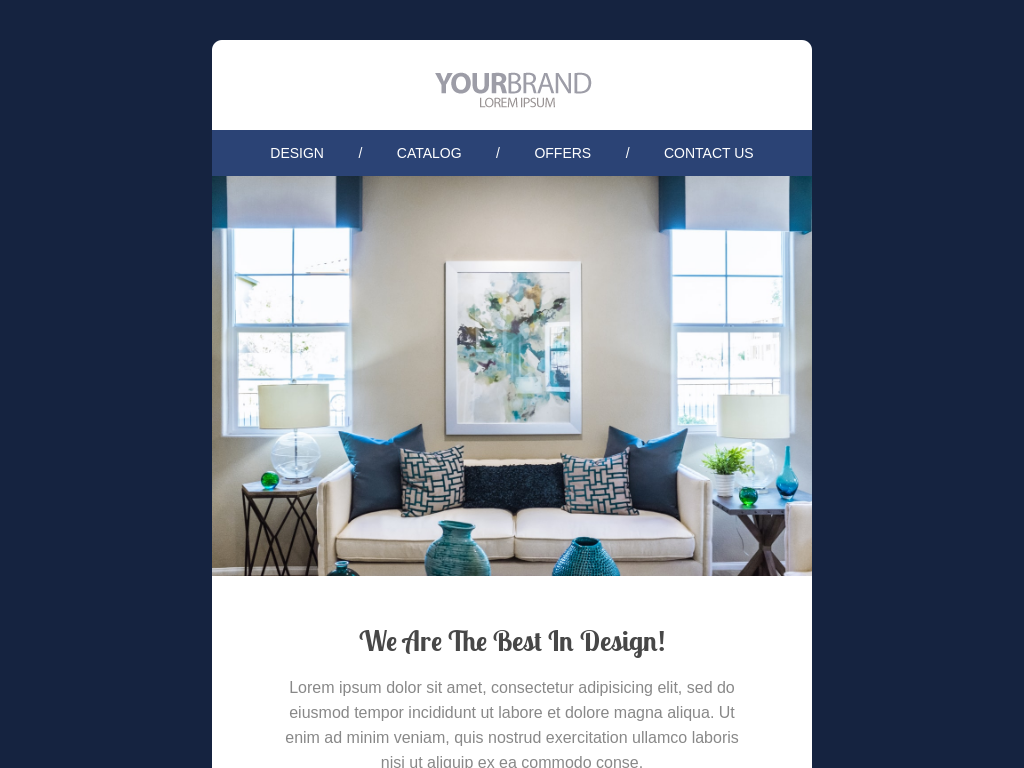 YOURBRAND
LOREM IPSUM
DESIGN / CATALOG / OFFERS / CONTACT US
We Are The Best In Design!
Lorem ipsum dolor sit amet, consectetur adipisicing elit, sed do
eiusmod tempor incididunt ut labore et dolore magna aliqua. Ut
enim ad minim veniam, quis nostrud exercitation ullamco laboris
nisi ut aliquip ex ea commodo conse.